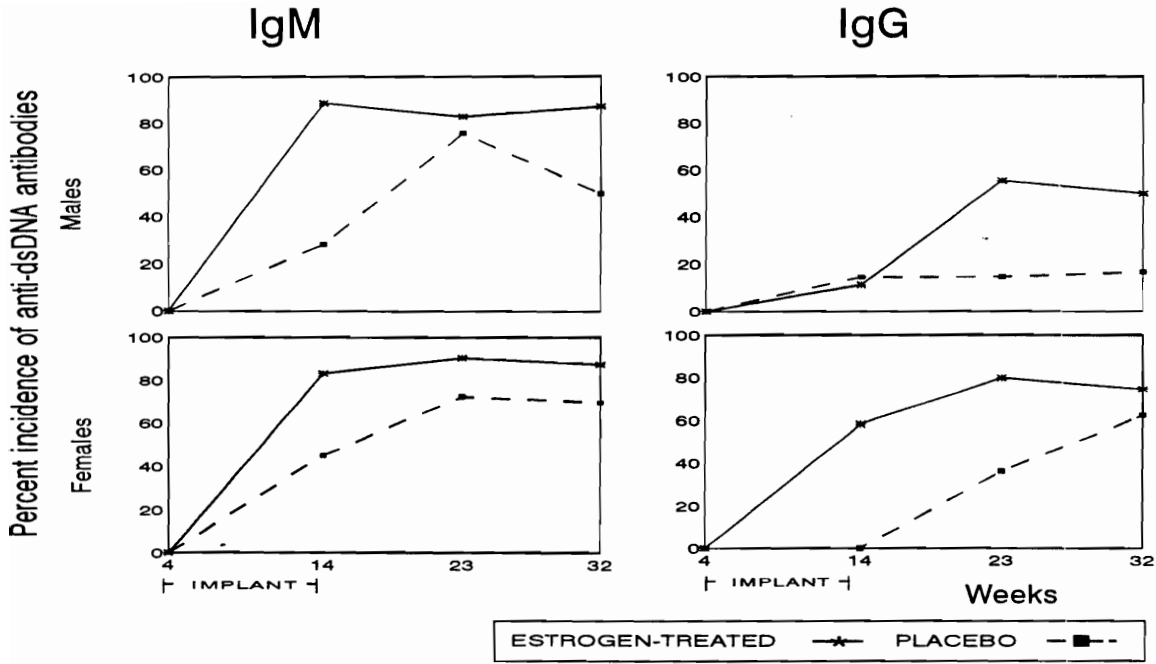 IgM
IgG
Percent incidence of anti-dsDNA antibodies
Males
100
80
60
40
20
0
100
80
60
40
20
0
Females
100
80
60
40
20
0
4 14 23 32
⊢ IMPLANT ⊣
100
80
60
40
20
0
4 14 23 32
⊢ IMPLANT ⊣
Weeks
ESTROGEN-TREATED PLACEBO